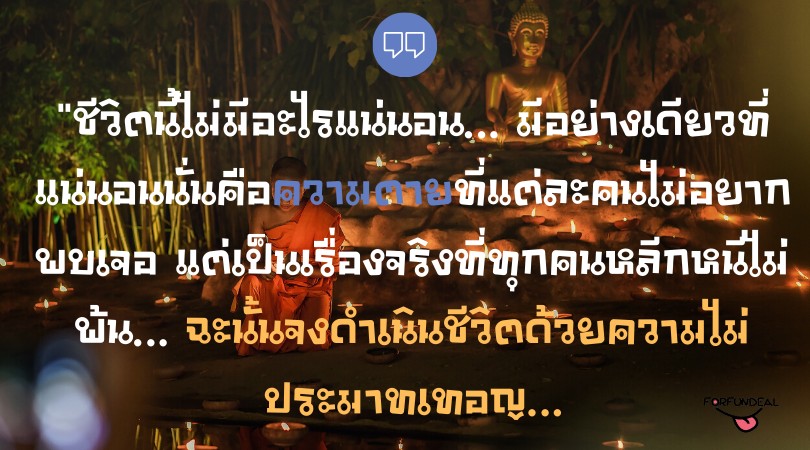 "ชีวิตนี้ไม่มีอะไรแน่นอน... มีอย่างเดียวที่
แน่นอนนั่นคือความตายที่แต่ละคนไม่อยาก
พบเจอ แต่เป็นเรื่องจริงที่ทุกคนหลีกหนีไม่
พ้น... ฉะนั้นจงดำเนินชีวิตด้วยความไม่
ประมาทเทอญ...
FORFUNDEAL